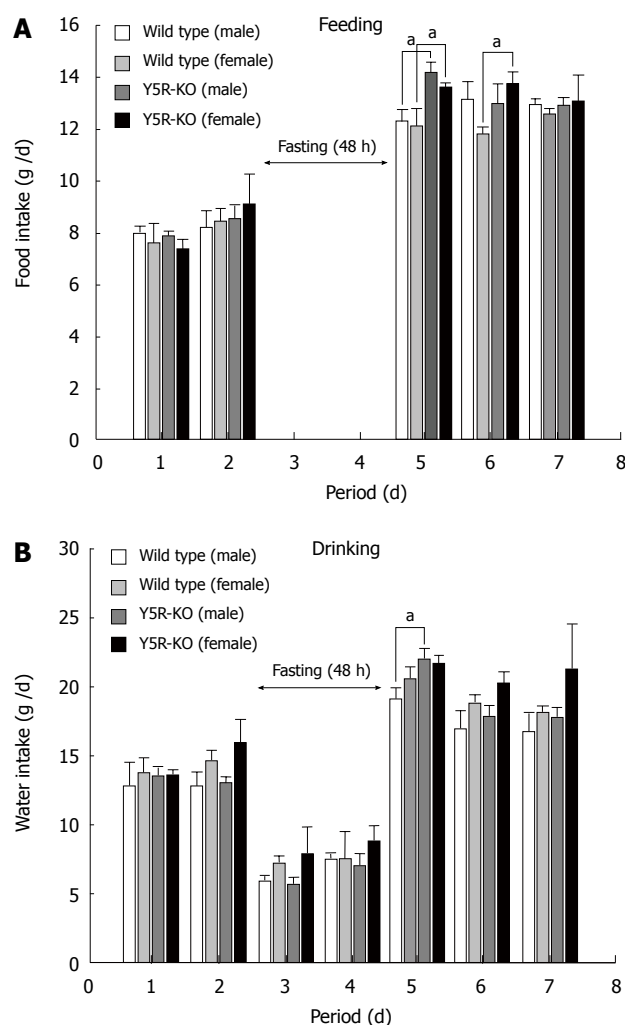 A
Feeding
Wild type (male)
Wild type (female)
Y5R-KO (male)
Y5R-KO (female)
a
a
a
Fasting (48 h)
Food intake (g /d)
16
14
12
10
8
6
4
2
0
0 1 2 3 4 5 6 7 8
Period (d)
B
Drinking
Wild type (male)
Wild type (female)
Y5R-KO (male)
Y5R-KO (female)
a
Fasting (48 h)
Water intake (g /d)
30
25
20
15
10
5
0
0 1 2 3 4 5 6 7 8
Period (d)